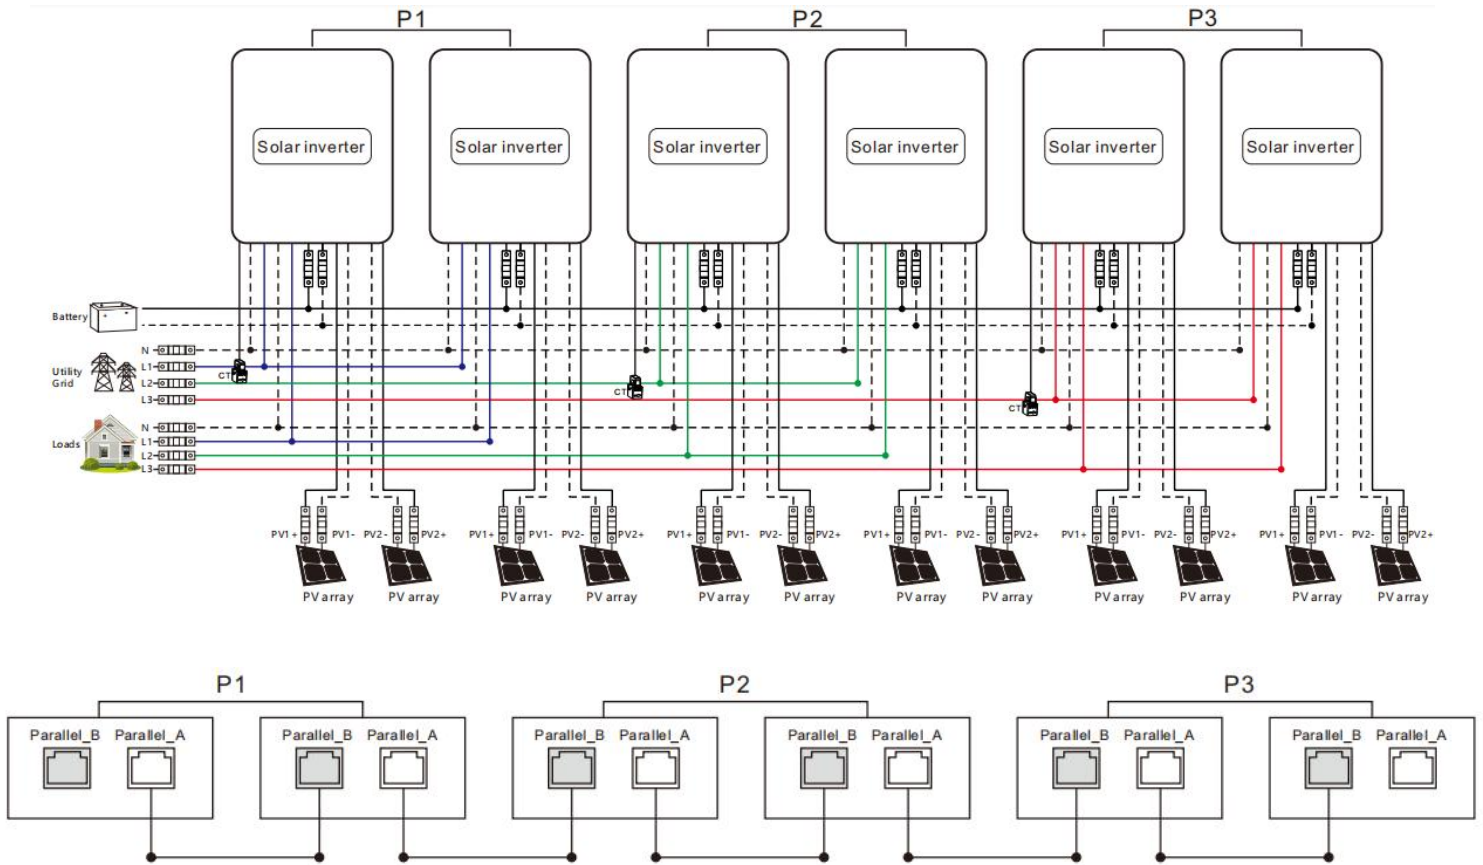 P1 P2 P3
Solar inverter Solar inverter Solar inverter Solar inverter Solar inverter Solar inverter
Battery
N
Utility
Grid
L1
CT
L2
CT
L3
CT
Loads
N
L1
L2
L3
PV1+ PV1- PV2- PV2+ PV1+ PV1- PV2- PV2+ PV1+ PV1- PV2- PV2+ PV1+ PV1- PV2- PV2+ PV1+ PV1- PV2- PV2+ PV1+ PV1- PV2- PV2+
PV array PV array PV array PV array PV array PV array PV array PV array PV array PV array PV array PV array
P1 P2 P3
Parallel_B Parallel_A Parallel_B Parallel_A Parallel_B Parallel_A Parallel_B Parallel_A Parallel_B Parallel_A Parallel_B Parallel_A